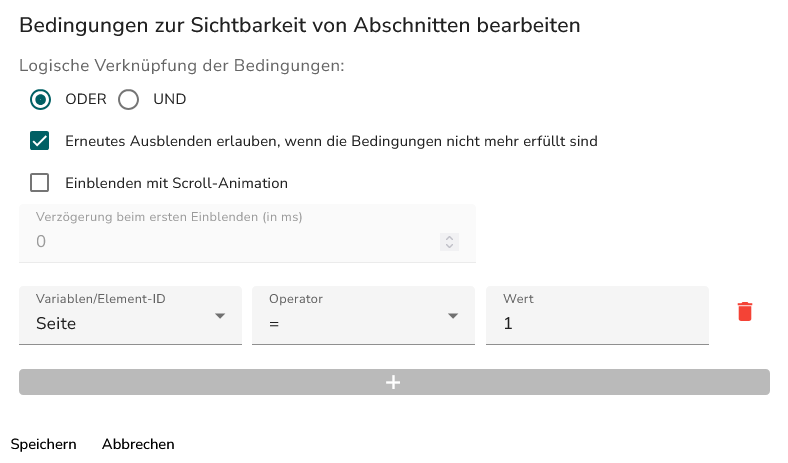 Bedingungen zur Sichtbarkeit von Abschnitten bearbeiten
Logische Verknüpfung der Bedingungen:
ODER UND
Erneutes Ausblenden erlauben, wenn die Bedingungen nicht mehr erfüllt sind
Einblenden mit Scroll-Animation
Verzögerung beim ersten Einblenden (in ms)
0
Variablen/Element-ID Operator Wert
Seite = 1
+
Speichern Abbrechen